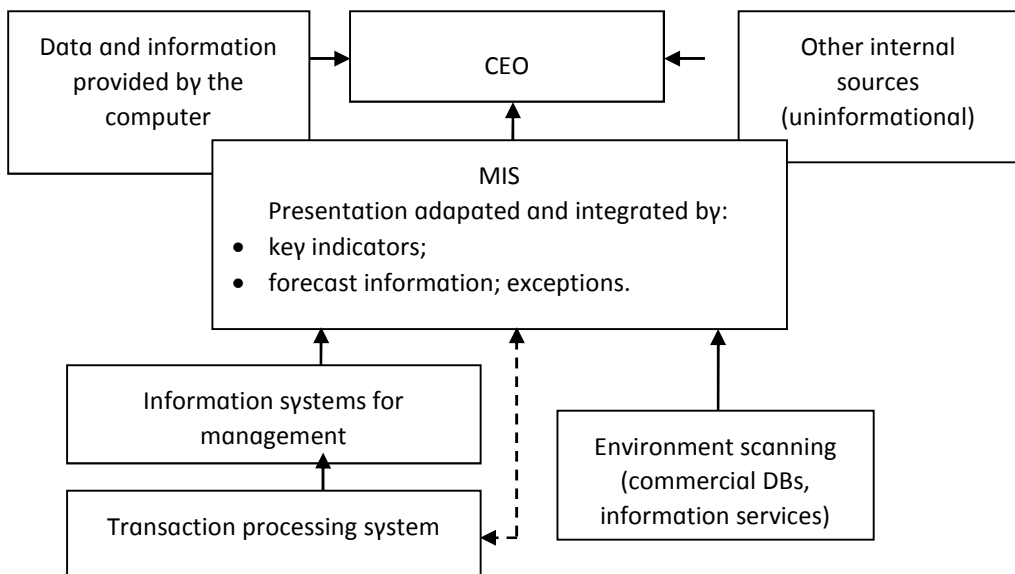 Data and information
provided by the
computer
CEO
Other internal
sources
(uninformational)
MIS
Presentation adapated and integrated by:
• key indicators;
• forecast information; exceptions.
Information systems for
management
Environment scanning
(commercial DBs,
information services)
Transaction processing system